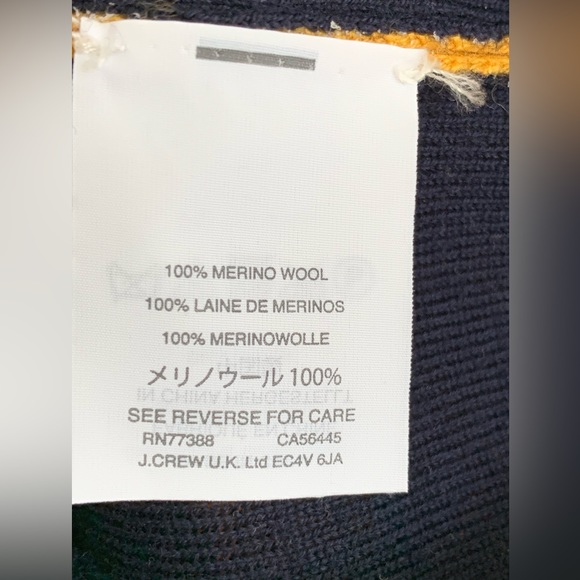 100% MERINO WOOL
100% LAINE DE MERINOS
100% MERINOWOLLE
メリノウール 100%
SEE REVERSE FOR CARE
RN77388 CA56445
J.CREW U.K. Ltd EC4V 6JA